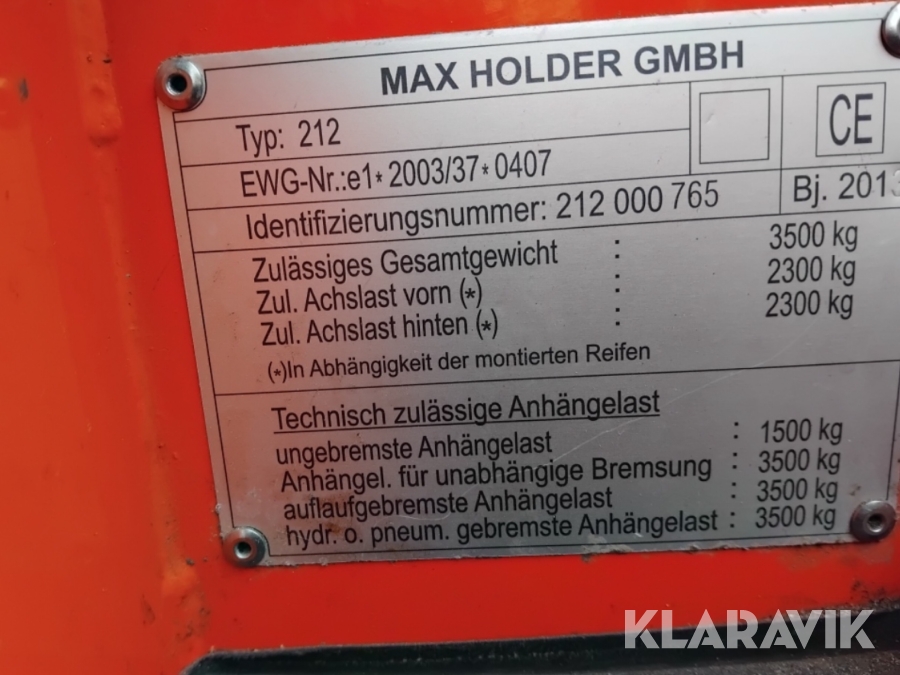 MAX HOLDER GMBH
Typ: 212
CE
EWG-Nr.:e1*2003/37*0407
Identifizierungsnummer: 212 000 765
Bj. 2013
Zulässiges Gesamtgewicht : 3500 kg
Zul. Achslast vorn (*) : 2300 kg
Zul. Achslast hinten (*) : 2300 kg
(*)In Abhängigkeit der montierten Reifen
Technisch zulässige Anhängelast
ungebremste Anhängelast : 1500 kg
Anhängel. für unabhängige Bremsung : 3500 kg
auflaufgebremste Anhängelast : 3500 kg
hydr. o. pneum. gebremste Anhängelast : 3500 kg
KLARAVIK